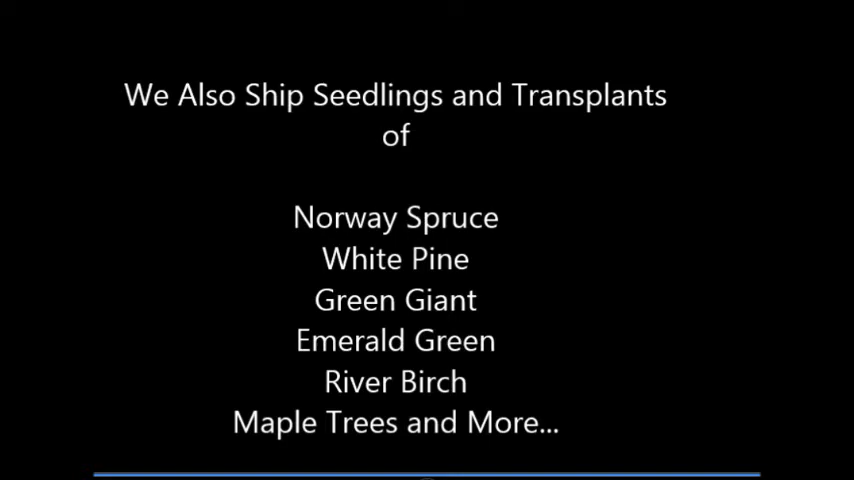 We Also Ship Seedlings and Transplants
of
Norway Spruce
White Pine
Green Giant
Emerald Green
River Birch
Maple Trees and More...